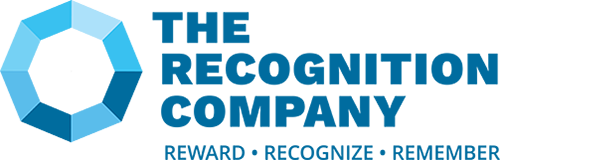 THE
RECOGNITION
COMPANY
REWARD • RECOGNIZE • REMEMBER